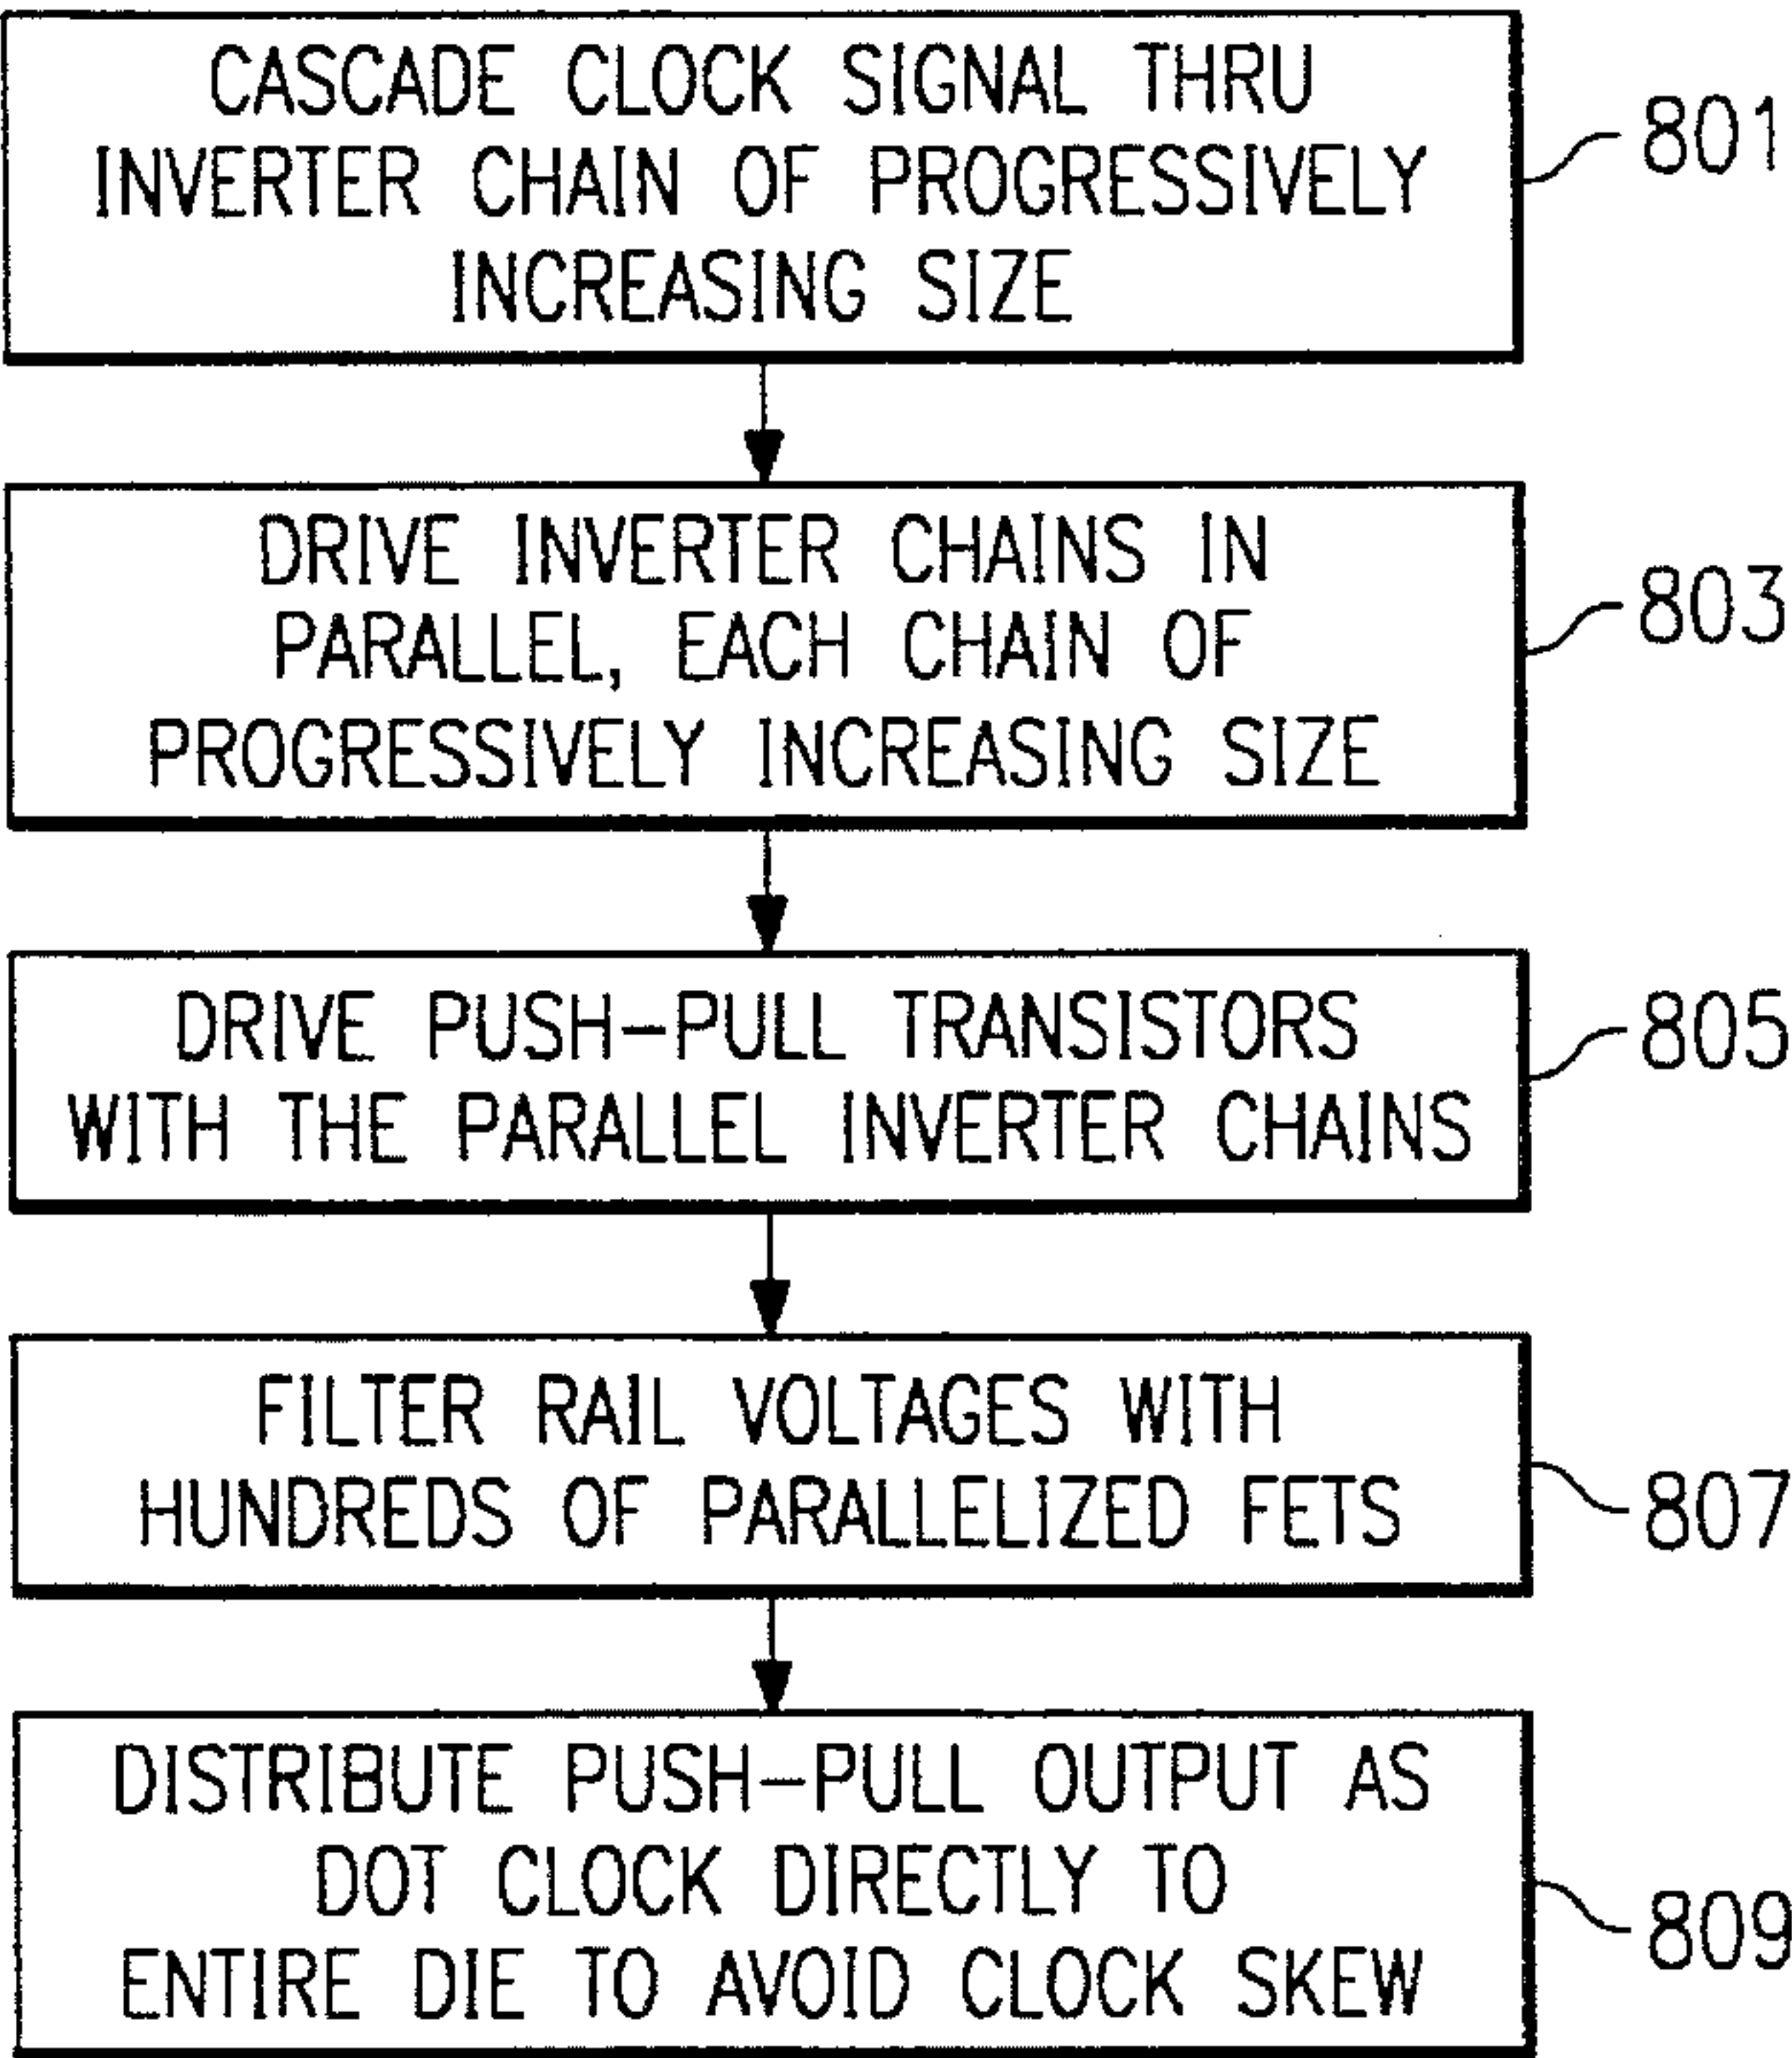 CASCADE CLOCK SIGNAL THRU
801
INVERTER CHAIN OF PROGRESSIVELY
INCREASING SIZE
DRIVE INVERTER CHAINS IN
803
PARALLEL, EACH CHAIN OF
PROGRESSIVELY INCREASING SIZE
DRIVE PUSH-PULL TRANSISTORS
805
WITH THE PARALLEL INVERTER CHAINS
FILTER RAIL VOLTAGES WITH
HUNDREDS OF PARALLELIZED FETS
807
DISTRIBUTE PUSH-PULL OUTPUT AS
DOT CLOCK DIRECTLY TO
ENTIRE DIE TO AVOID CLOCK SKEW
809